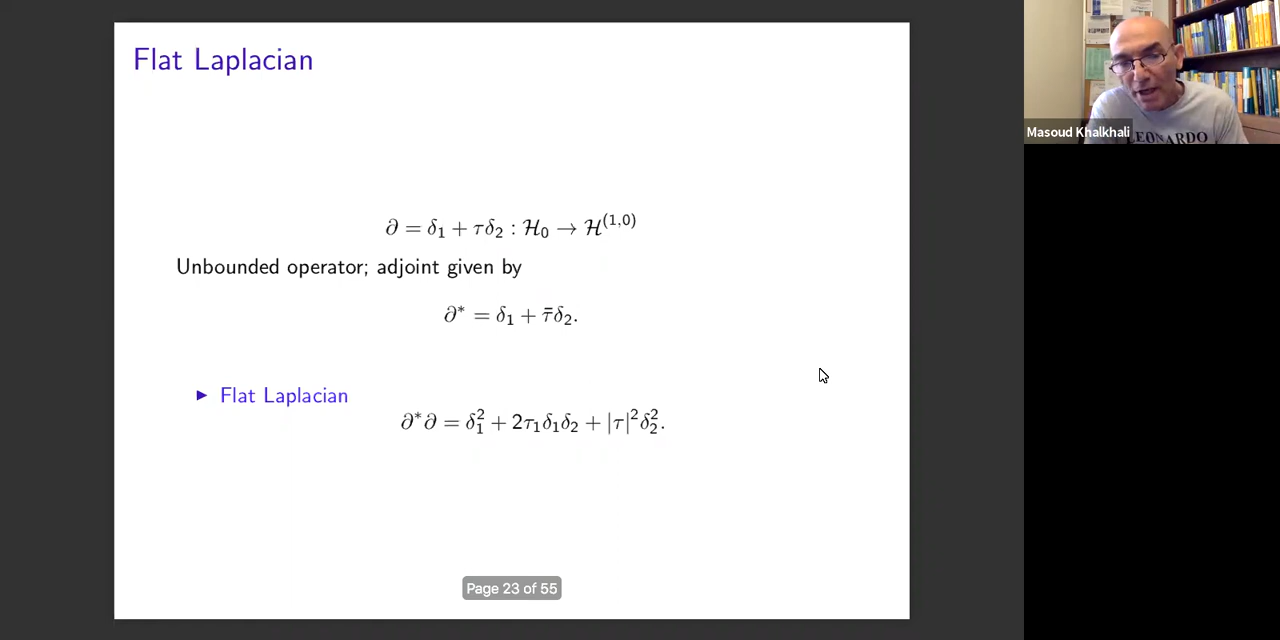 Flat Laplacian
∂ = δ₁ + τδ₂ : ℋ₀ → ℋ^(1,0)
Unbounded operator; adjoint given by
∂* = δ₁ + τ̄δ₂.
▶ Flat Laplacian
∂*∂ = δ₁² + 2τ₁δ₁δ₂ + |τ|²δ₂².
Page 23 of 55
Masoud Khalkhali
LEONARDO